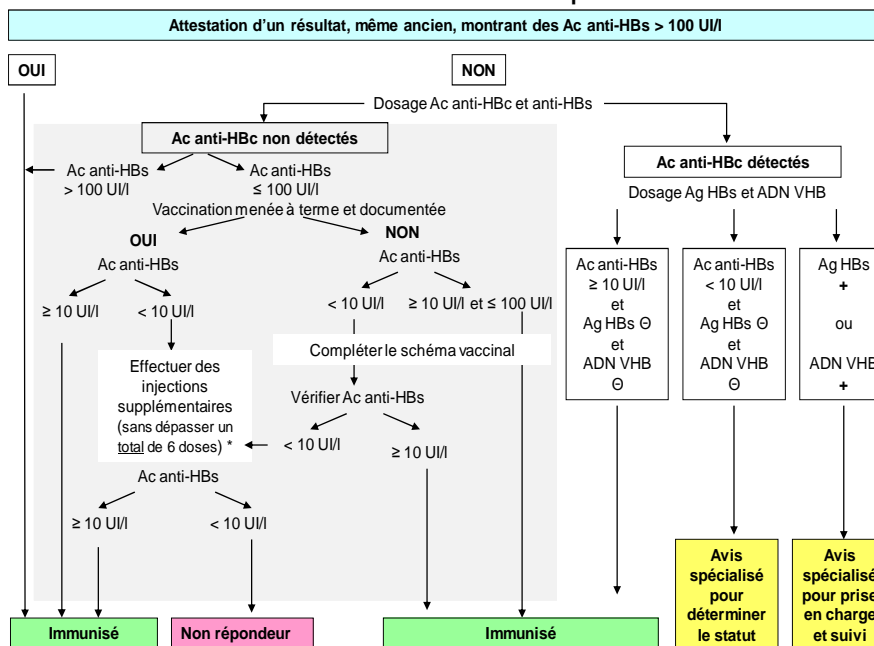 Attestation d'un résultat, même ancien, montrant des Ac anti-HBs > 100 UI/l
OUI
NON
Dosage Ac anti-HBc et anti-HBs
Ac anti-HBc non détectés
Ac anti-HBs
> 100 UI/l
Ac anti-HBs
≤ 100 UI/l
Vaccination menée à terme et documentée
OUI
Ac anti-HBs
≥ 10 UI/l
< 10 UI/l
NON
Ac anti-HBs
< 10 UI/l
≥ 10 UI/l et ≤ 100 UI/l
Effectuer des
injections
supplémentaires
(sans dépasser un
total de 6 doses) *
Compléter le schéma vaccinal
Vérifier Ac anti-HBs
< 10 UI/l
≥ 10 UI/l
Ac anti-HBs
≥ 10 UI/l
< 10 UI/l
Ac anti-HBc détectés
Dosage Ag HBs et ADN VHB
Ac anti-HBs
≥ 10 UI/l
et
Ag HBs Θ
et
ADN VHB
Θ
Ac anti-HBs
< 10 UI/l
et
Ag HBs Θ
et
ADN VHB
Θ
Ag HBs
+
ou
ADN VHB
+
Immunisé
Non répondeur
Immunisé
Avis
spécialisé
pour
déterminer
le statut
Avis
spécialisé
pour prise
en charge
et suivi